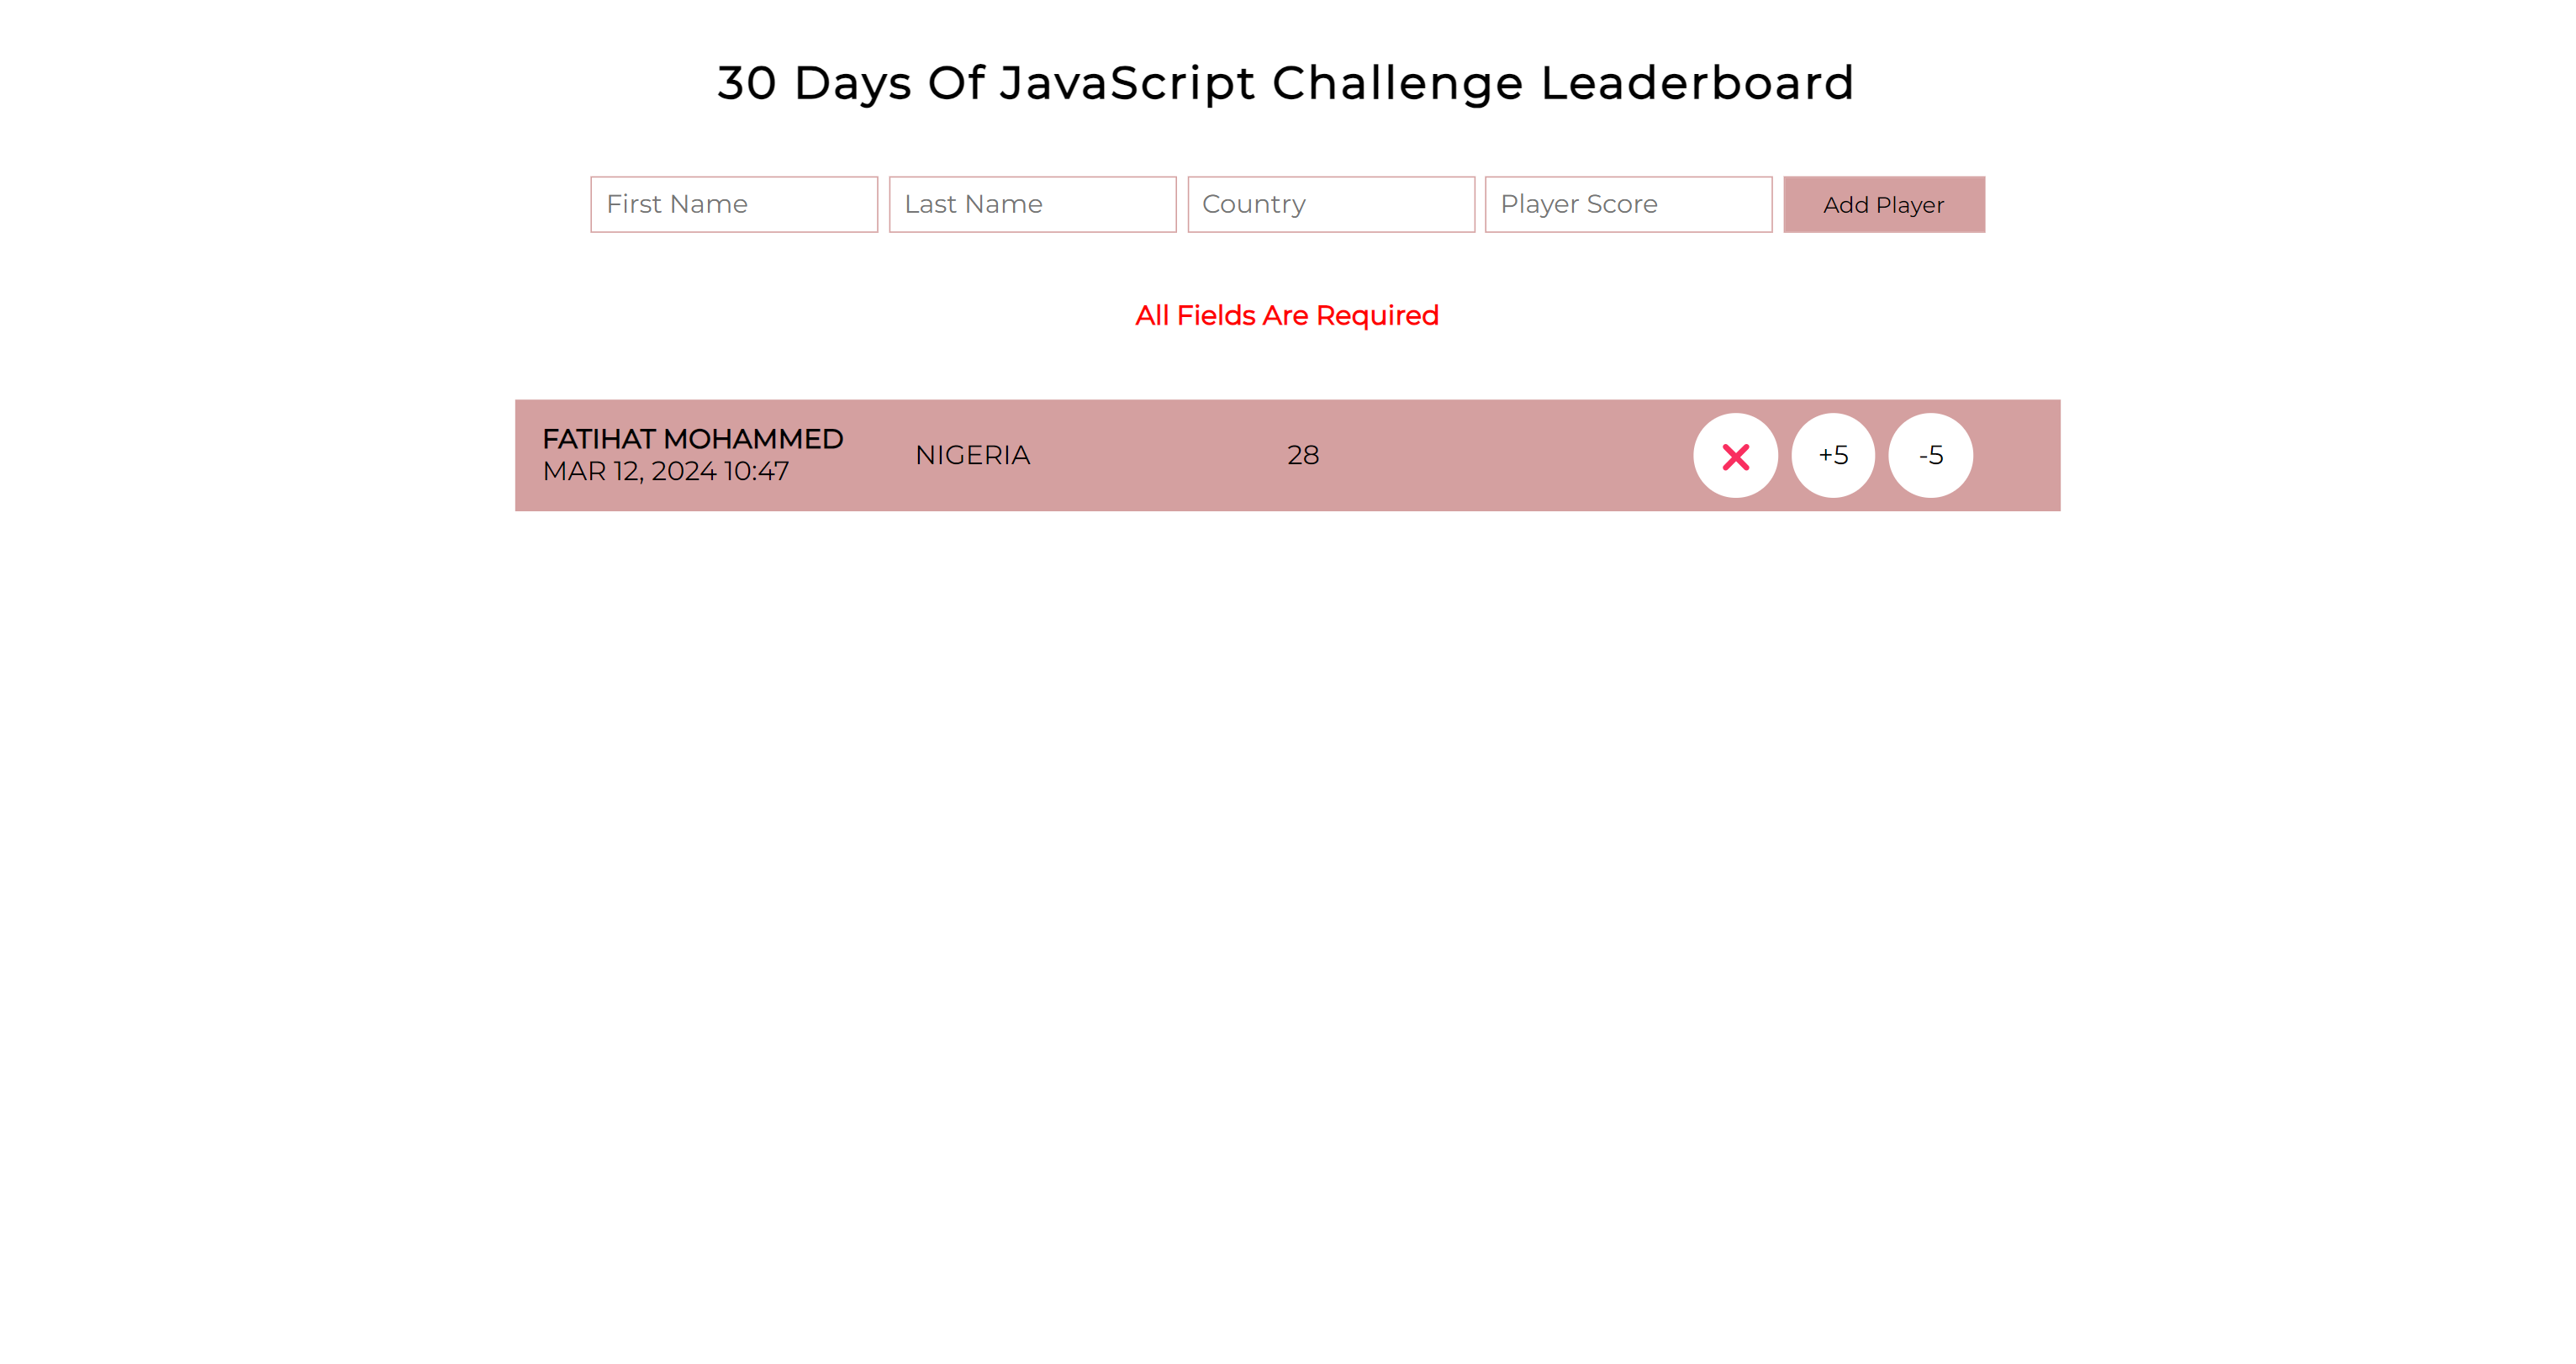 30 Days Of JavaScript Challenge Leaderboard
First Name Last Name Country Player Score Add Player
All Fields Are Required
FATIHAT MOHAMMED
MAR 12, 2024 10:47
NIGERIA
28
+5
-5